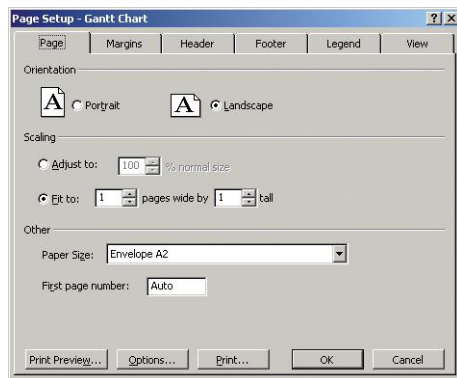 Page Setup - Gantt Chart
Page Margins Header Footer Legend View
Orientation
A Portrait A Landscape
Scaling
Adjust to: 100 % normal size
Fit to: 1 pages wide by 1 tall
Other
Paper Size: Envelope A2
First page number: Auto
Print Preview... Options... Print... OK Cancel